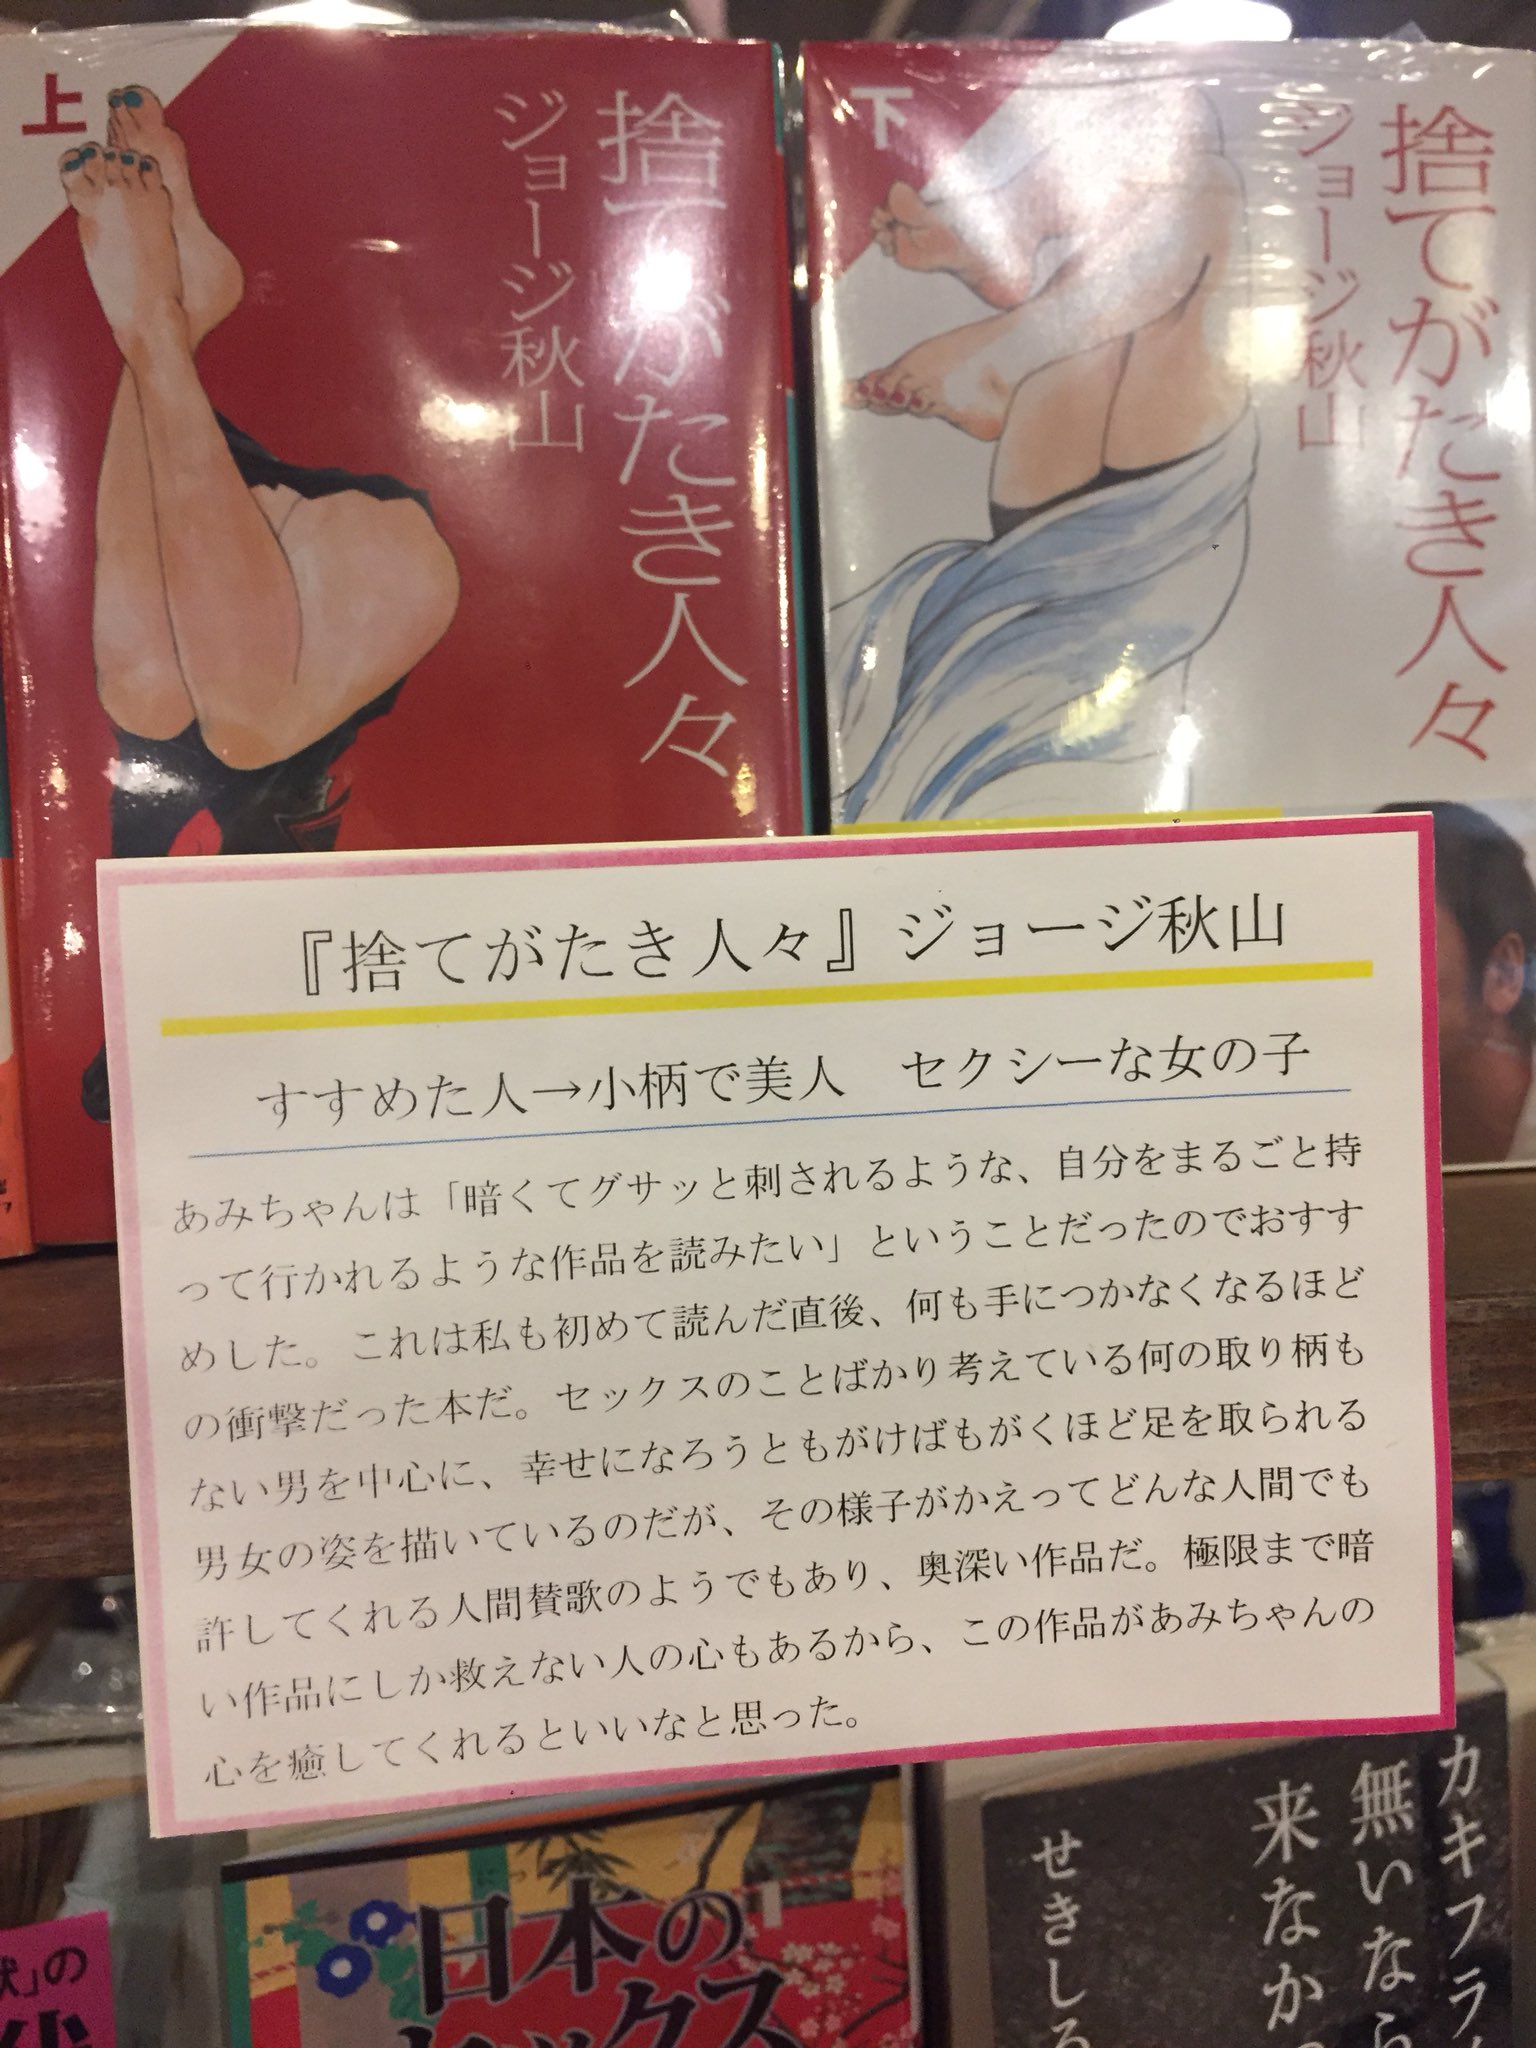 上
捨てがたき人々
ジョージ秋山
下
捨てがたき人々
ジョージ秋山
『捨てがたき人々』ジョージ秋山
すすめた人→小柄で美人　セクシーな女の子
あみちゃんは「暗くてグサッと刺されるような、自分をまるごと持
って行かれるような作品を読みたい」ということだったのでおすす
めした。これは私も初めて読んだ直後、何も手につかなくなるほど
の衝撃だった本だ。セックスのことばかり考えている何の取り柄も
ない男を中心に、幸せになろうともがけばもがくほど足を取られる
男女の姿を描いているのだが、その様子がかえってどんな人間でも
許してくれる人間賛歌のようでもあり、奥深い作品だ。極限まで暗
い作品にしか救えない人の心もあるから、この作品があみちゃんの
心を癒してくれるといいなと思った。
日本の
セックス
カキフラ
無いなら
来なか
せきしろ